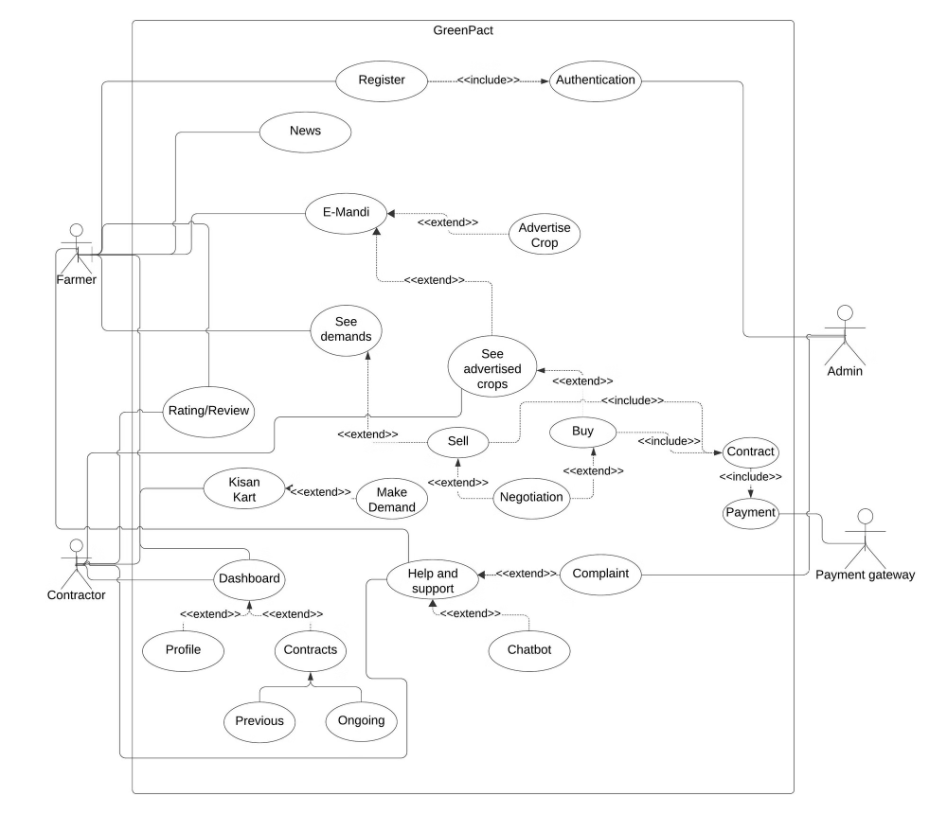 GreenPact
Register
<<include>>
Authentication
News
E-Mandi
<<extend>>
Advertise
Crop
Farmer
<<extend>>
See
demands
See
advertised
crops
Admin
<<extend>>
<<include>>
Rating/Review
<<extend>>
Sell
Buy
<<include>>
Contract
<<extend>>
<<extend>>
<<include>>
Kisan
Kart
<<extend>>
Make
Demand
Negotiation
Payment
Contractor
Dashboard
Help and
support
<<extend>>
Complaint
Payment gateway
<<extend>>
<<extend>>
<<extend>>
Profile
Contracts
Chatbot
Previous
Ongoing